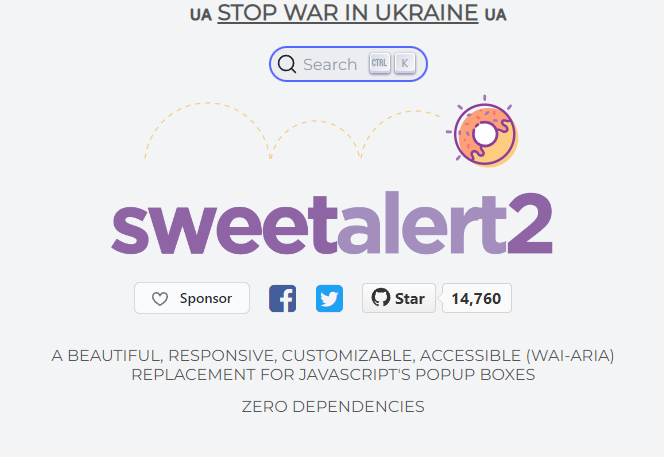 UA STOP WAR IN UKRAINE UA
Search CTRL K
sweetalert2
Sponsor Star 14,760
A BEAUTIFUL, RESPONSIVE, CUSTOMIZABLE, ACCESSIBLE (WAI-ARIA)
REPLACEMENT FOR JAVASCRIPT'S POPUP BOXES
ZERO DEPENDENCIES